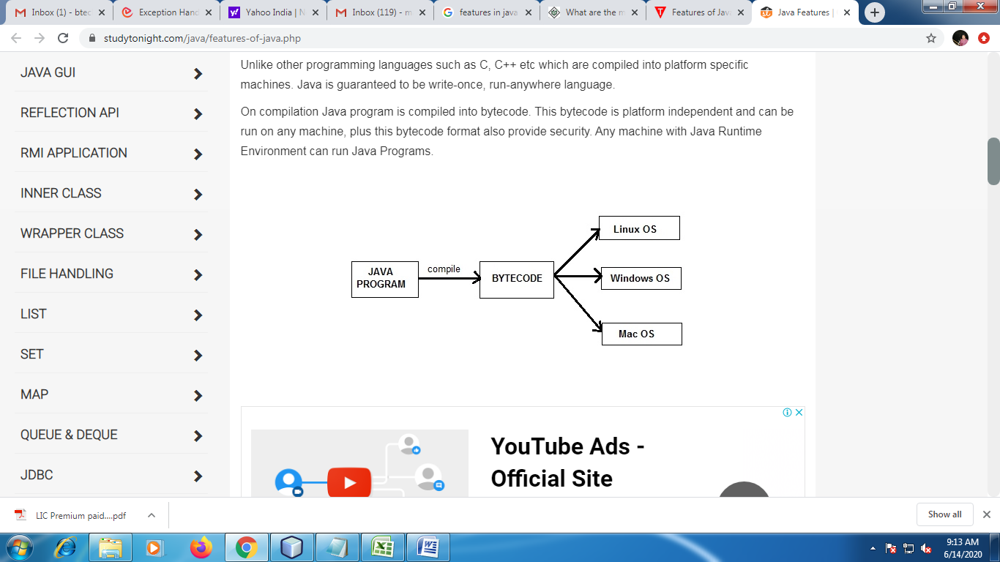 Inbox (1) - btec
Exception Hand
Yahoo India | N
Inbox (119) - m
features in java
What are the m
Features of Java
Java Features |
studytonight.com/java/features-of-java.php
JAVA GUI
REFLECTION API
RMI APPLICATION
INNER CLASS
WRAPPER CLASS
FILE HANDLING
LIST
SET
MAP
QUEUE & DEQUE
JDBC
Unlike other programming languages such as C, C++ etc which are compiled into platform specific
machines. Java is guaranteed to be write-once, run-anywhere language.
On compilation Java program is compiled into bytecode. This bytecode is platform independent and can be
run on any machine, plus this bytecode format also provide security. Any machine with Java Runtime
Environment can run Java Programs.
JAVA
PROGRAM
compile
BYTECODE
Linux OS
Windows OS
Mac OS
YouTube Ads -
Official Site
LIC Premium paid....pdf
Show all
9:13 AM
6/14/2020